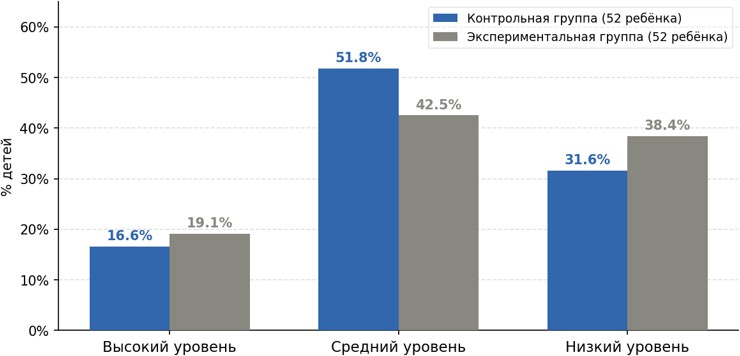 Контрольная группа (52 ребёнка)
Экспериментальная группа (52 ребёнка)
% детей
60%
50%
40%
30%
20%
10%
0%
16.6%
19.1%
51.8%
42.5%
31.6%
38.4%
Высокий уровень
Средний уровень
Низкий уровень